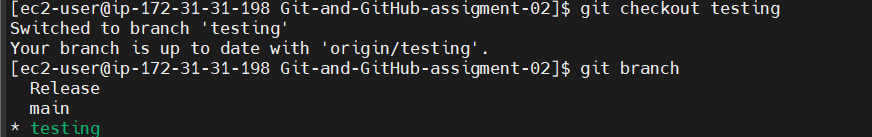 [ec2-user@ip-172-31-31-198 Git-and-GitHub-assigment-02]$ git checkout testing
Switched to branch 'testing'
Your branch is up to date with 'origin/testing'.
[ec2-user@ip-172-31-31-198 Git-and-GitHub-assigment-02]$ git branch
  Release
  main
* testing